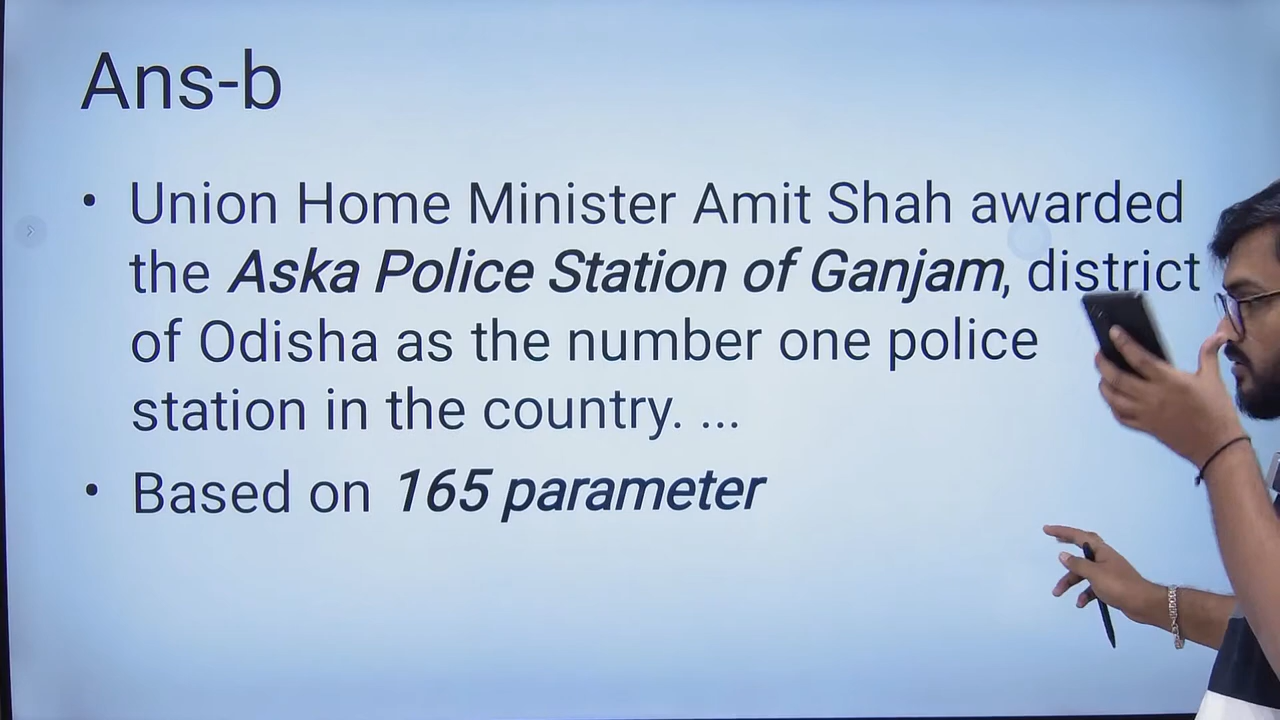 Ans-b
• Union Home Minister Amit Shah awarded
the Aska Police Station of Ganjam, district
of Odisha as the number one police
station in the country. ...
• Based on 165 parameter